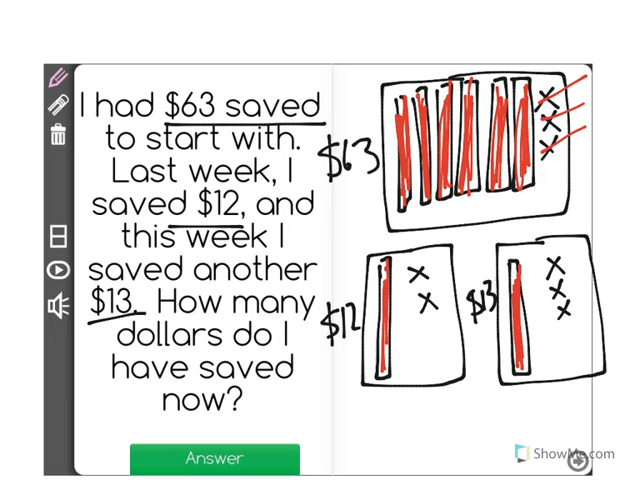 I had $63 saved
to start with.
Last week, I
saved $12, and
this week I
saved another
$13. How many
dollars do I
have saved
now?
Answer
$63
$12
$13
ShowMe.com